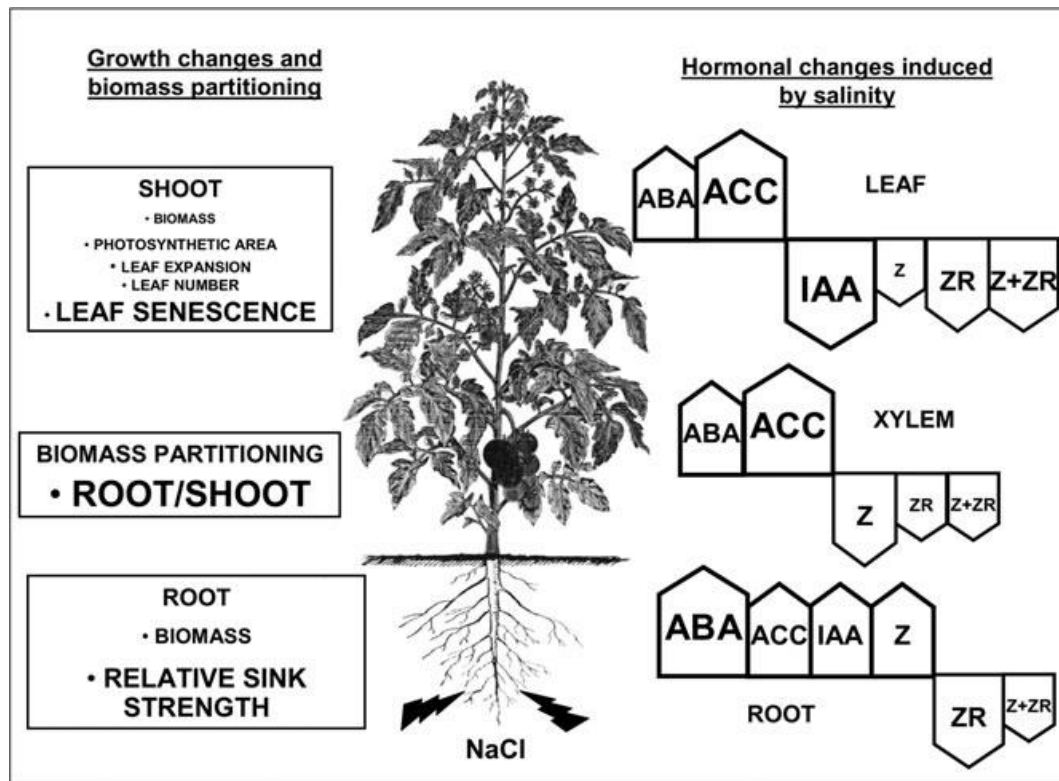 Growth changes and
biomass partitioning
SHOOT
• BIOMASS
• PHOTOSYNTHETIC AREA
• LEAF EXPANSION
• LEAF NUMBER
• LEAF SENESCENCE
BIOMASS PARTITIONING
• ROOT/SHOOT
ROOT
• BIOMASS
• RELATIVE SINK
STRENGTH
NaCl
Hormonal changes induced
by salinity
ABA ACC LEAF
IAA Z ZR Z+ZR
ABA ACC XYLEM
Z ZR Z+ZR
ABA ACC IAA Z
ROOT ZR Z+ZR